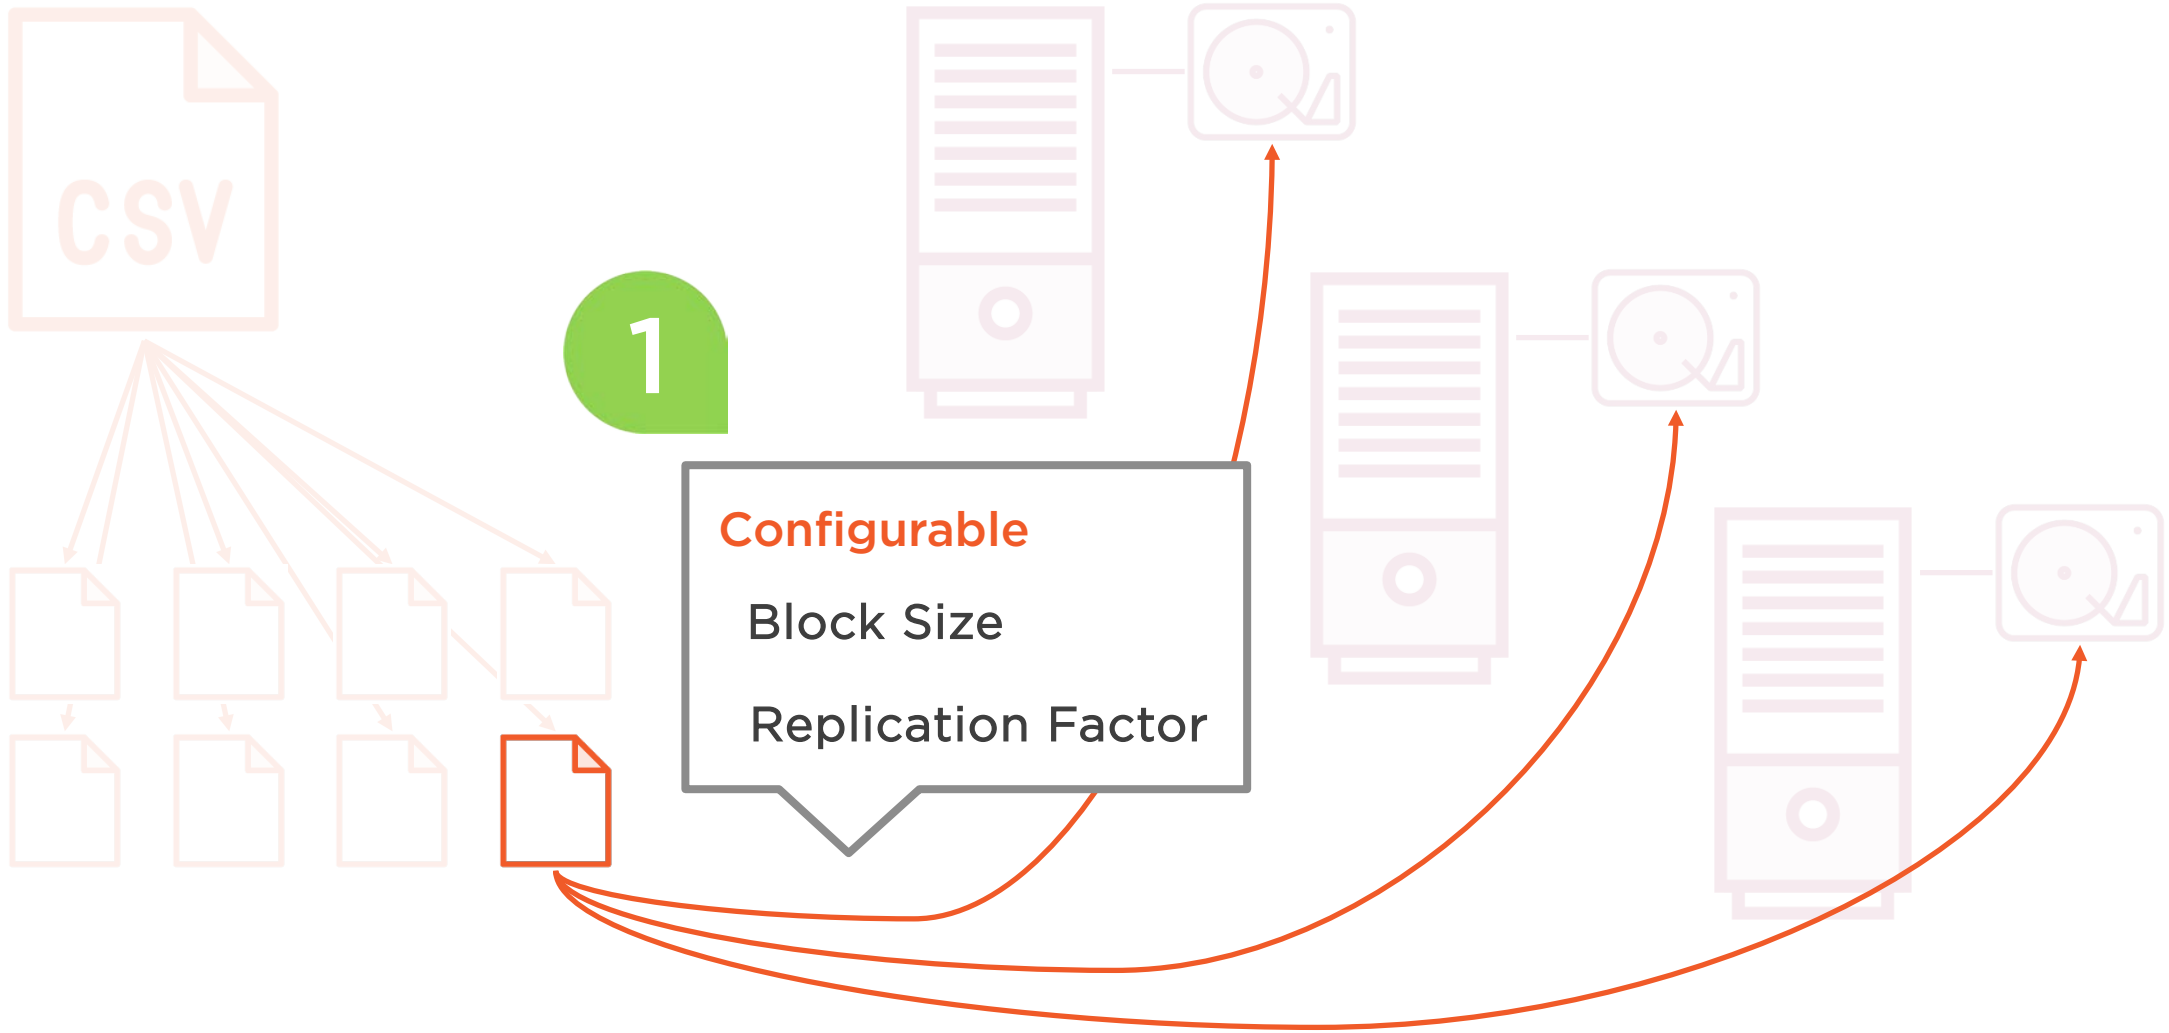 CSV
1
Configurable
Block Size
Replication Factor